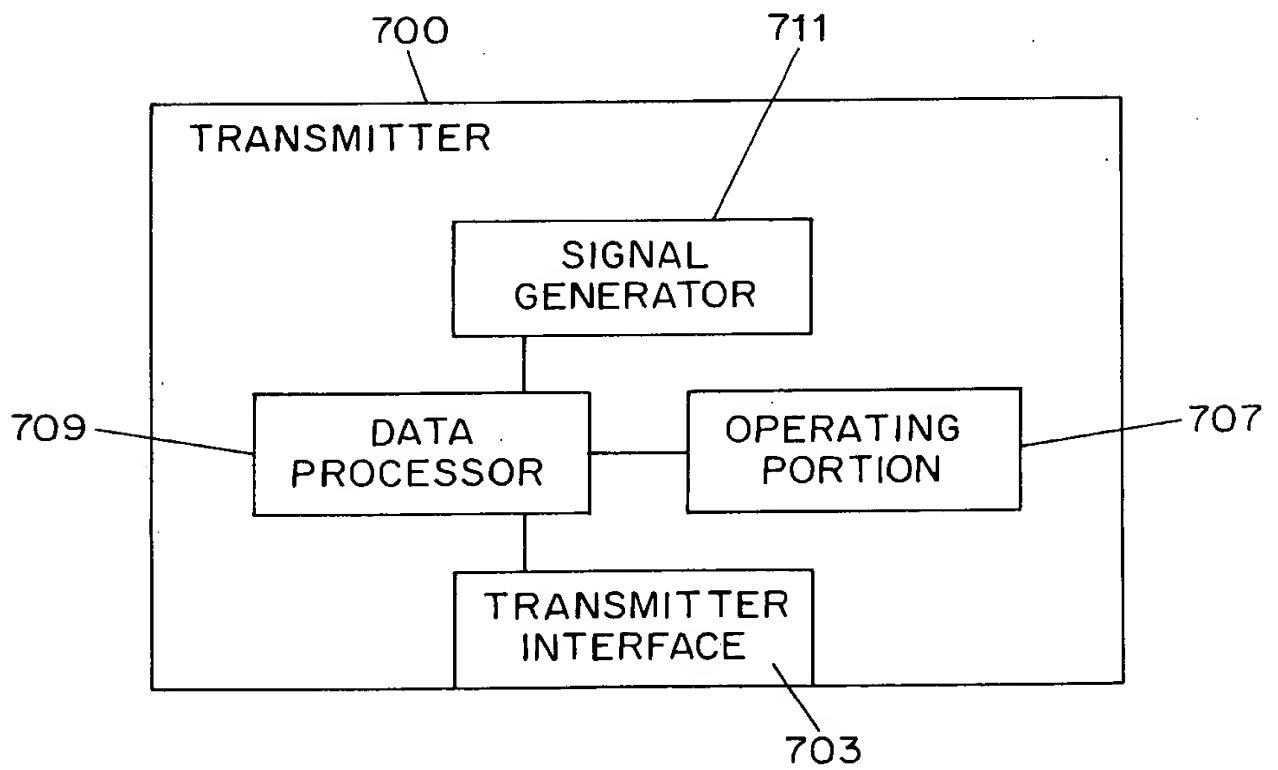 700
711
TRANSMITTER
SIGNAL
GENERATOR
709
DATA
PROCESSOR
OPERATING
PORTION
707
TRANSMITTER
INTERFACE
703